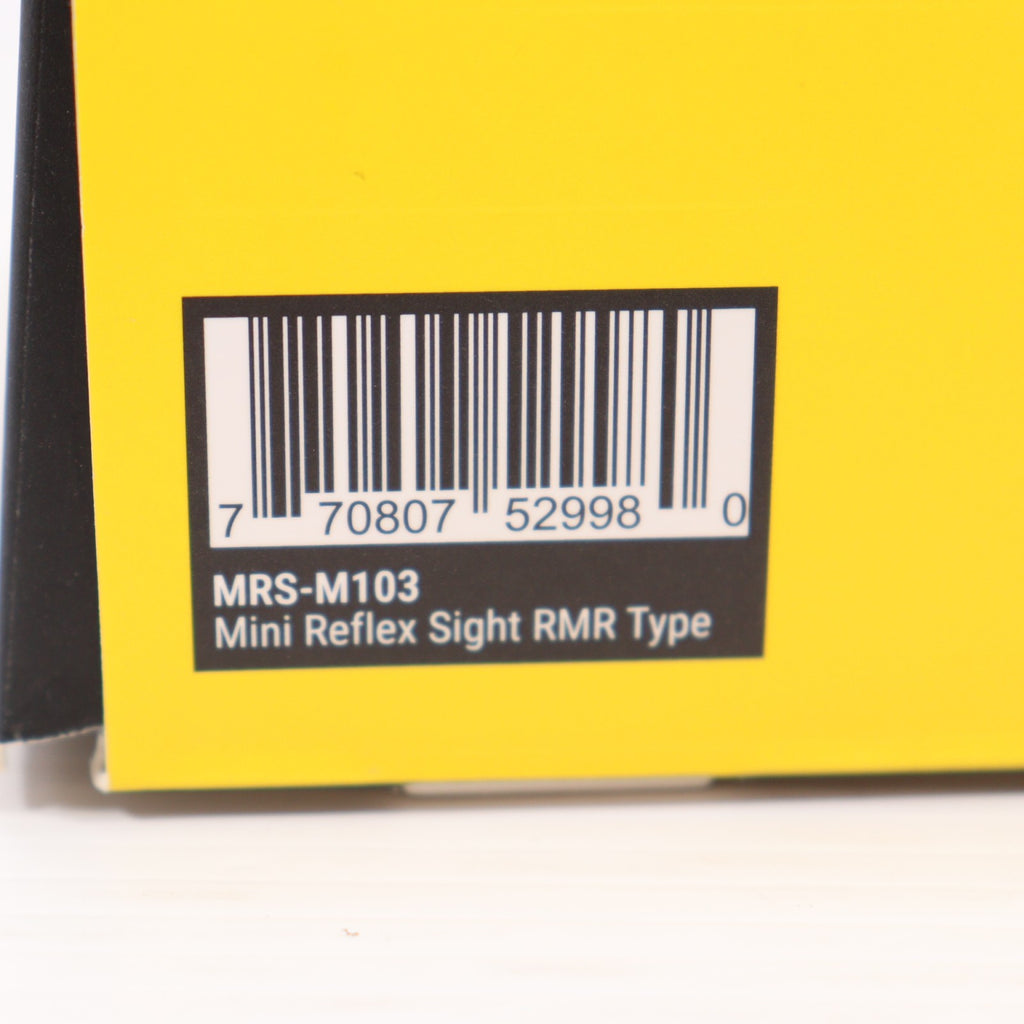 7 70807 52998 0
MRS-M103
Mini Reflex Sight RMR Type